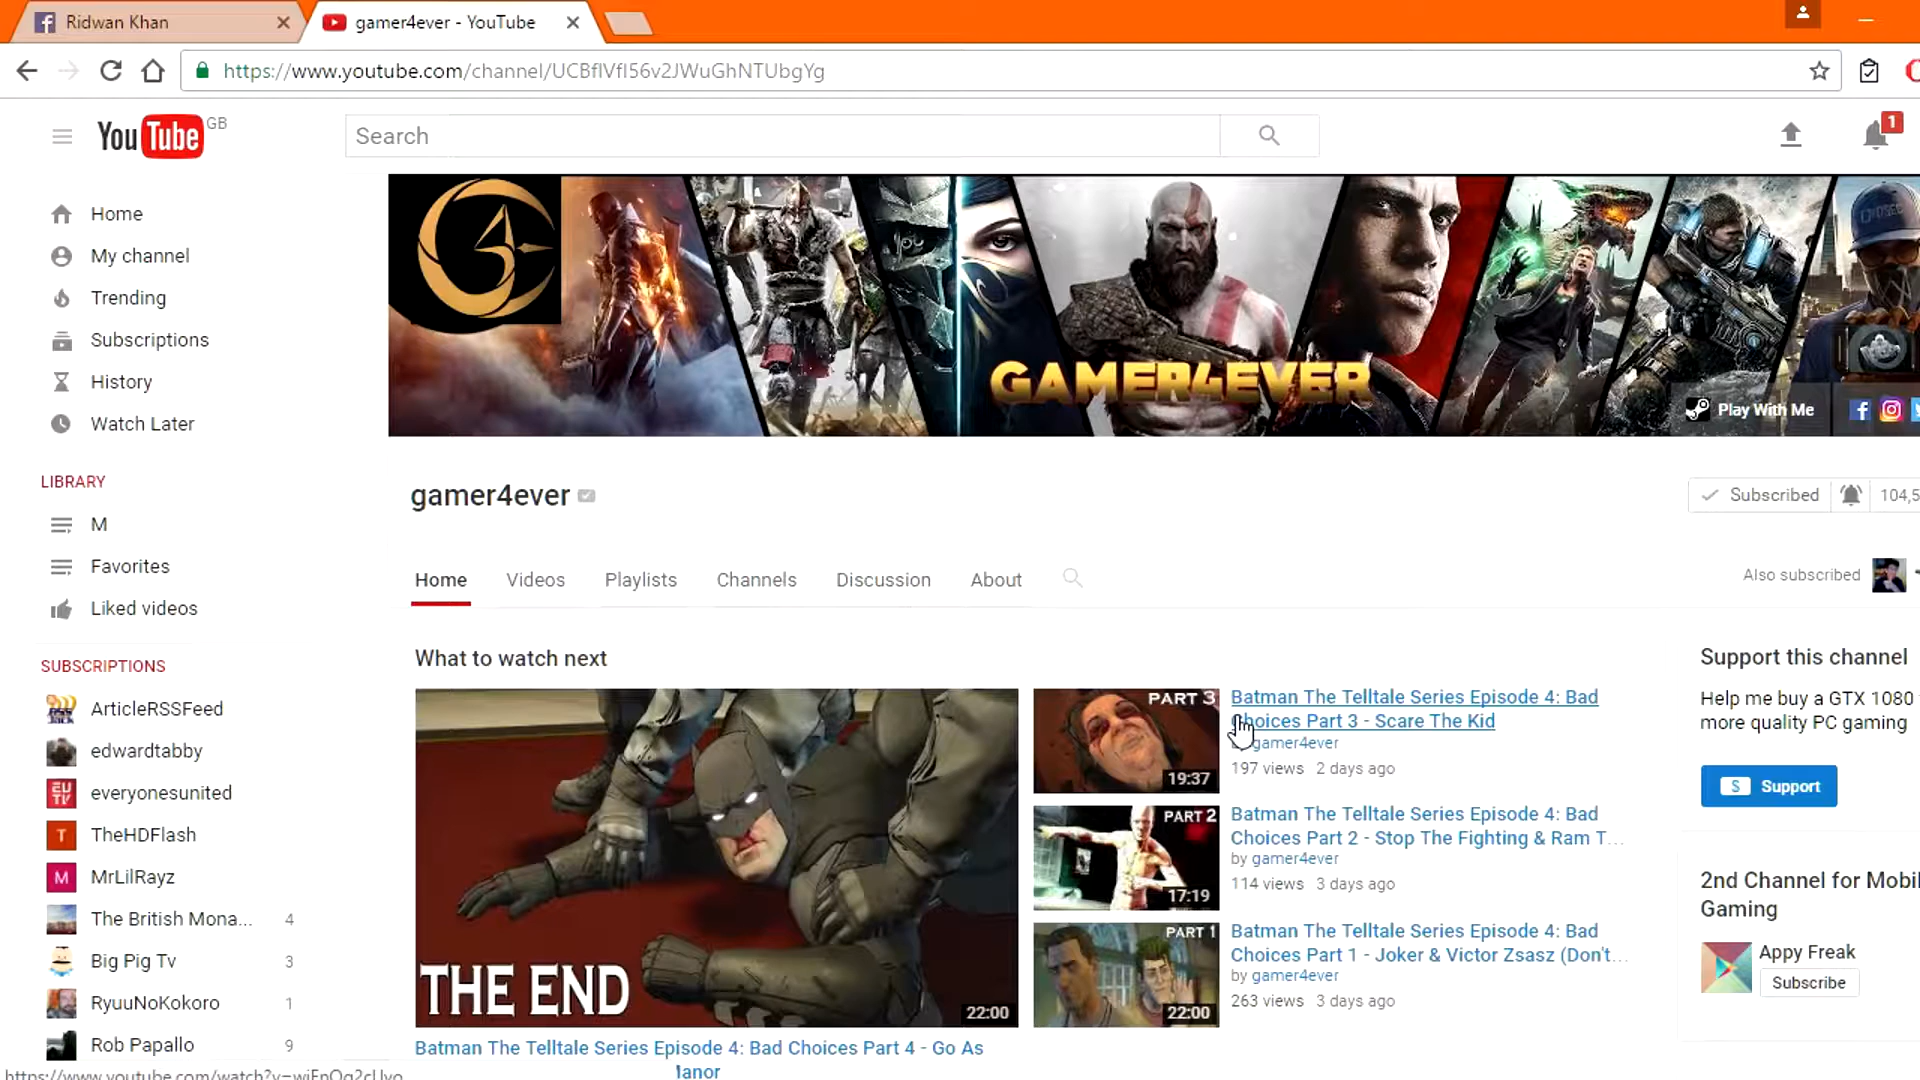 Ridwan Khan
gamer4ever - YouTube
https://www.youtube.com/channel/UCBflVfI56v2JWuGhNTUbgYg
YouTube GB
Search
1
Home
My channel
Trending
Subscriptions
History
Watch Later
LIBRARY
M
Favorites
Liked videos
SUBSCRIPTIONS
ArticleRSSFeed
edwardtabby
everyonesunited
TheHDFlash
MrLilRayz
The British Mona... 4
Big Pig Tv 3
RyuuNoKokoro 1
Rob Papallo 9
GAMER4EVER
Play With Me
gamer4ever
Subscribed 104,5
Home Videos Playlists Channels Discussion About
Also subscribed
What to watch next
THE END
22:00
Batman The Telltale Series Episode 4: Bad Choices Part 4 - Go As
Manor
PART 3
19:37
Batman The Telltale Series Episode 4: Bad
Choices Part 3 - Scare The Kid
by gamer4ever
197 views 2 days ago
PART 2
17:19
Batman The Telltale Series Episode 4: Bad
Choices Part 2 - Stop The Fighting & Ram T...
by gamer4ever
114 views 3 days ago
PART 1
22:00
Batman The Telltale Series Episode 4: Bad
Choices Part 1 - Joker & Victor Zsasz (Don't...
by gamer4ever
263 views 3 days ago
Support this channel
Help me buy a GTX 1080
more quality PC gaming
S Support
2nd Channel for Mobil
Gaming
Appy Freak
Subscribe